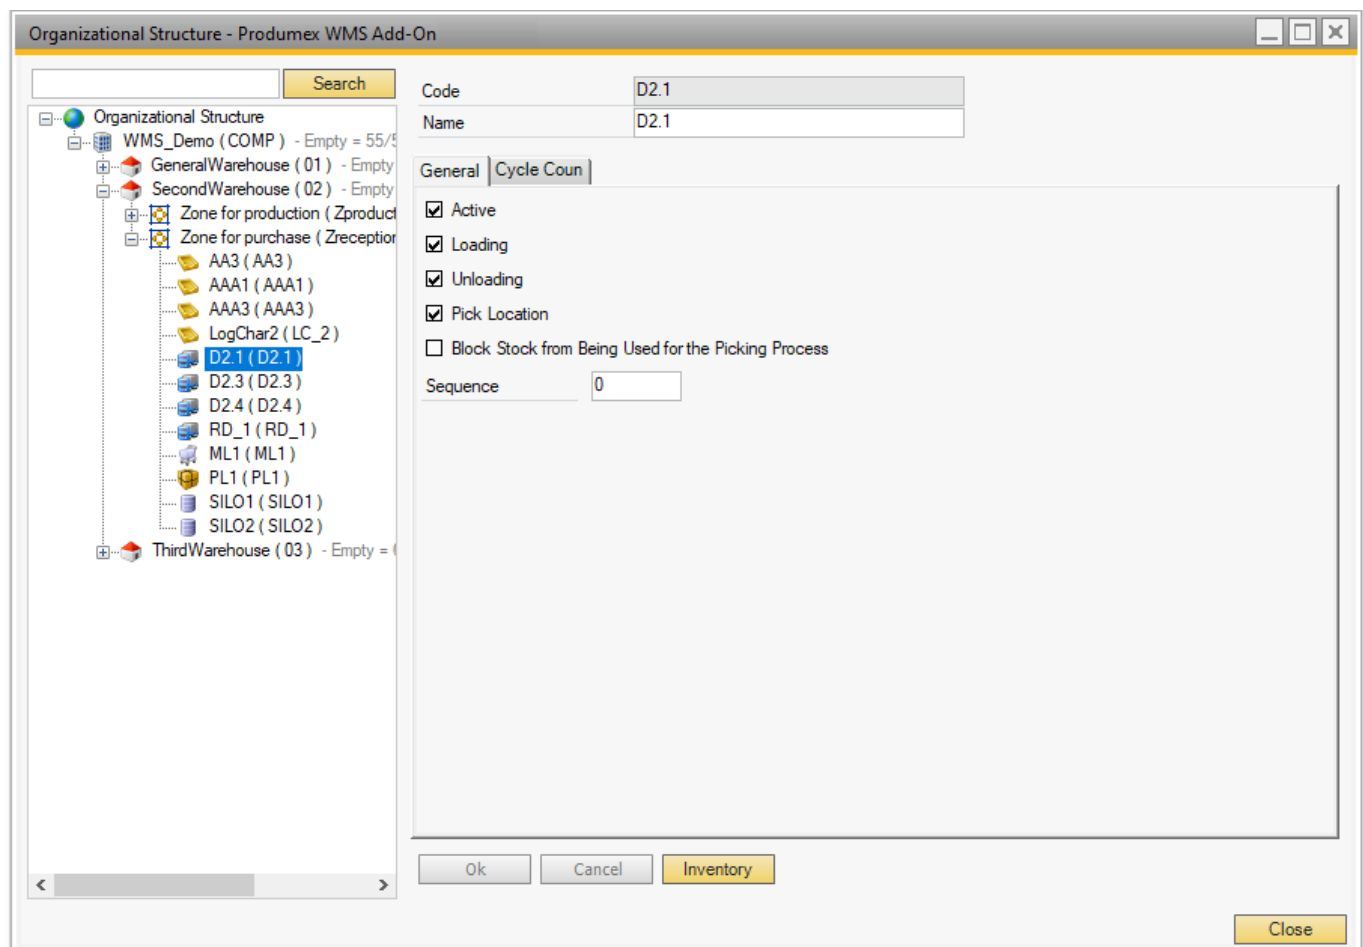 Organizational Structure - Produmex WMS Add-On
Search
Organizational Structure
WMS_Demo ( COMP ) - Empty = 55/5
GeneralWarehouse ( 01 ) - Empty
SecondWarehouse ( 02 ) - Empty
Zone for production ( Zproduct
Zone for purchase ( Zreception
AA3 ( AA3 )
AAA1 ( AAA1 )
AAA3 ( AAA3 )
LogChar2 ( LC_2 )
D2.1 ( D2.1 )
D2.3 ( D2.3 )
D2.4 ( D2.4 )
RD_1 ( RD_1 )
ML1 ( ML1 )
PL1 ( PL1 )
SILO1 ( SILO1 )
SILO2 ( SILO2 )
ThirdWarehouse ( 03 ) - Empty =
Code D2.1
Name D2.1
General Cycle Coun
Active
Loading
Unloading
Pick Location
Block Stock from Being Used for the Picking Process
Sequence 0
Ok Cancel Inventory
Close